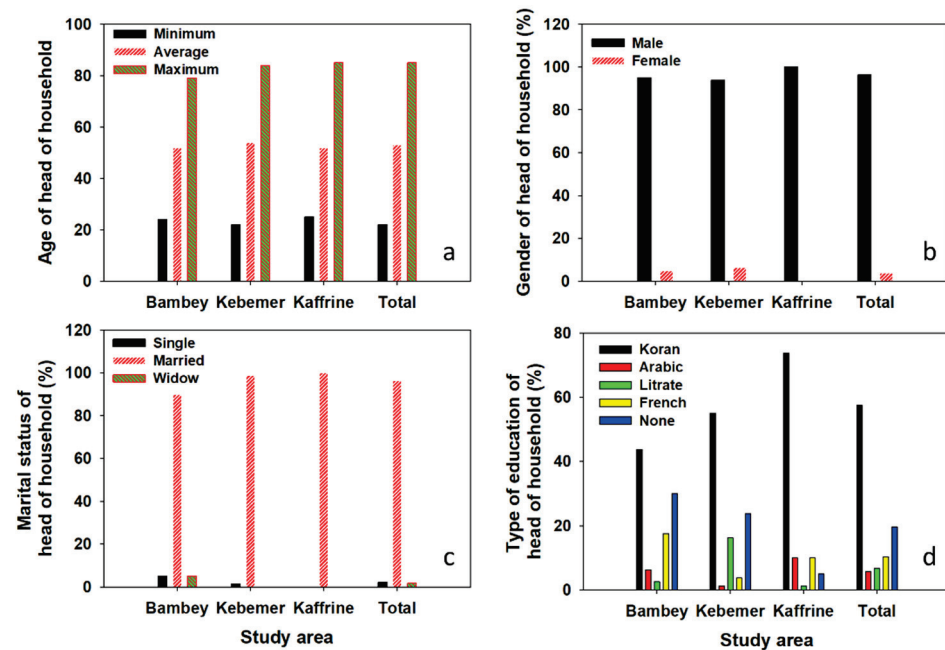 Age of head of household
100
80
60
40
20
0
Minimum
Average
Maximum
a
Bambey Kebemer Kaffrine Total
Gender of head of household (%)
120
100
80
60
40
20
0
Male
Female
b
Bambey Kebemer Kaffrine Total
Marital status of
head of household (%)
120
100
80
60
40
20
0
Single
Married
Widow
c
Bambey Kebemer Kaffrine Total
Study area
Type of education of
head of household (%)
80
60
40
20
0
Koran
Arabic
Litrate
French
None
d
Bambey Kebemer Kaffrine Total
Study area